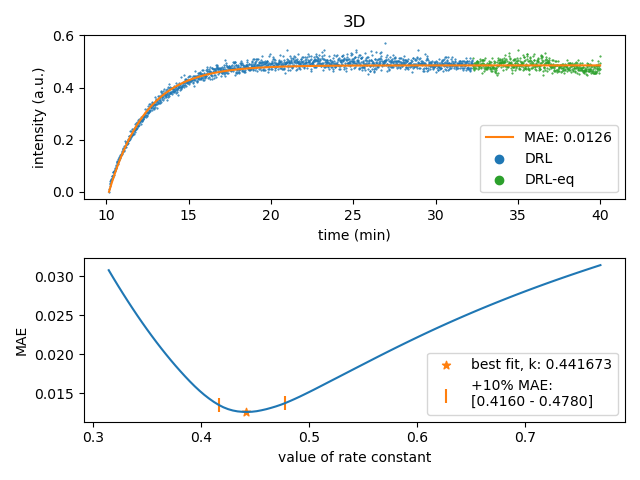 3D
0.6
0.4
0.2
0.0
intensity (a.u.)
MAE: 0.0126
DRL
DRL-eq
10 15 20 25 30 35 40
time (min)
0.030
0.025
0.020
0.015
MAE
best fit, k: 0.441673
+10% MAE:
[0.4160 - 0.4780]
0.3 0.4 0.5 0.6 0.7
value of rate constant